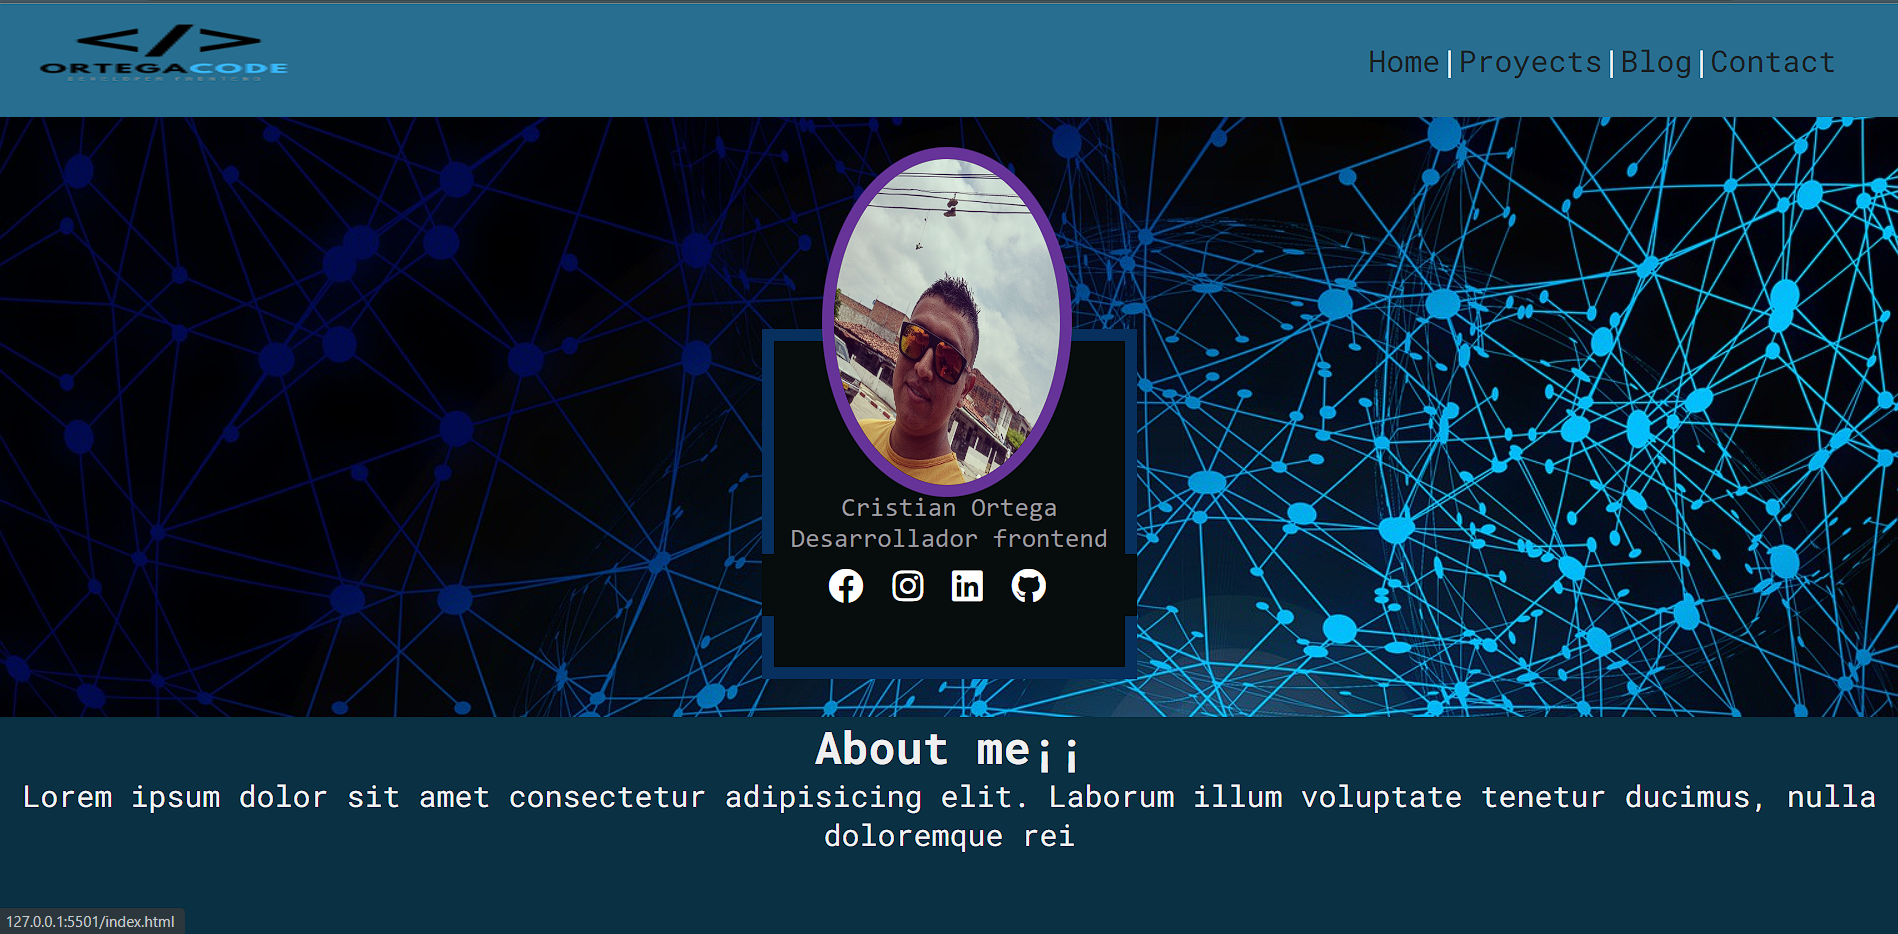 </>
ORTEGACODE
Home|Proyects|Blog|Contact
Cristian Ortega
Desarrollador frontend
About me¡¡
Lorem ipsum dolor sit amet consectetur adipisicing elit. Laborum illum voluptate tenetur ducimus, nulla
doloremque rei
127.0.0.1:5501/index.html